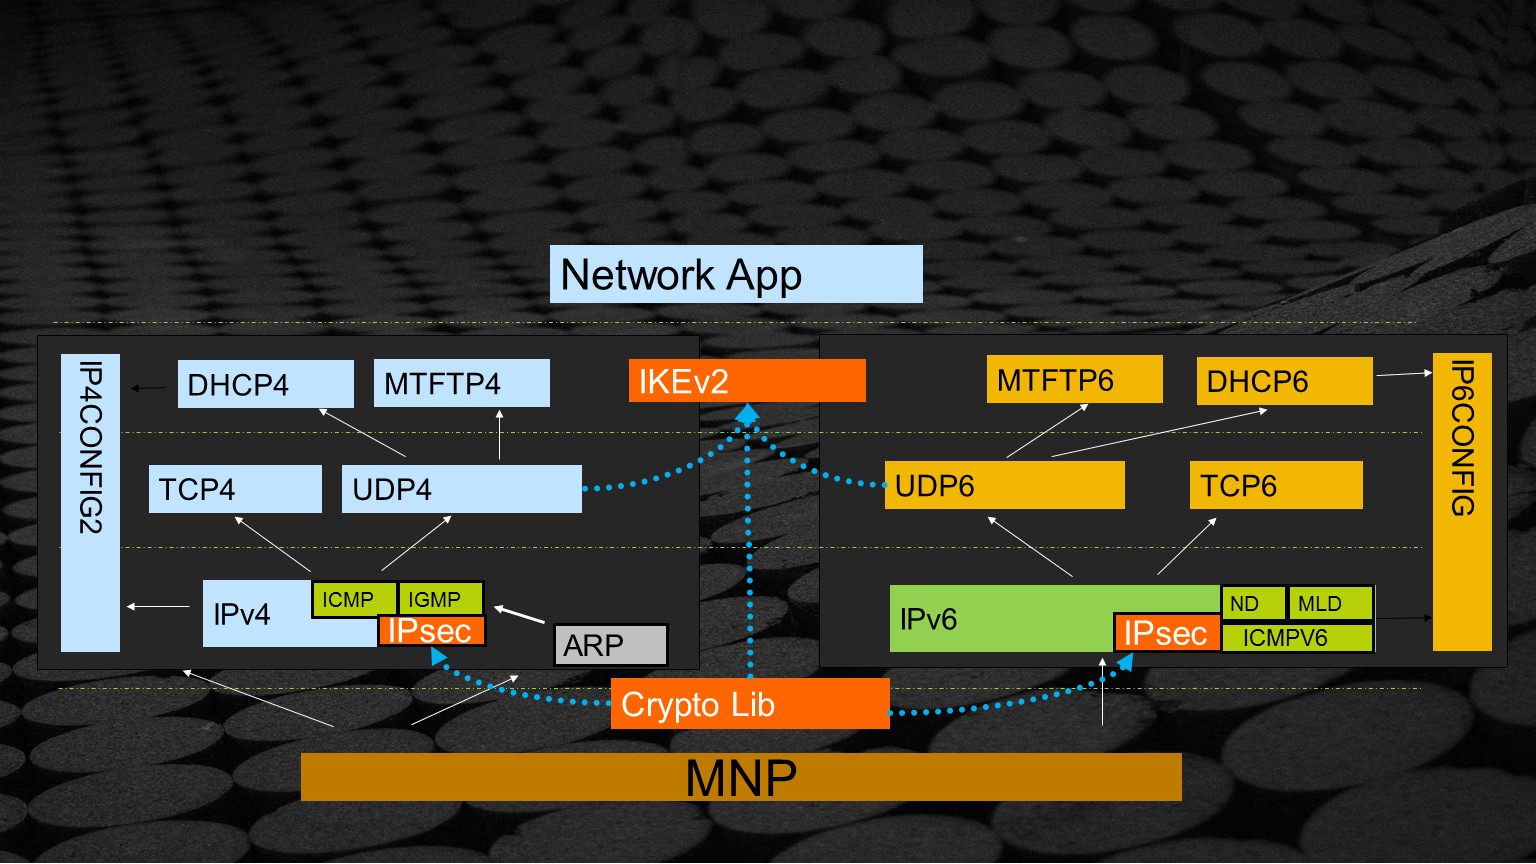 Network App
IP4CONFIG2
DHCP4
MTFTP4
IKEv2
MTFTP6
DHCP6
IP6CONFIG
TCP4
UDP4
UDP6
TCP6
IPv4
ICMP
IGMP
IPsec
ARP
IPv6
IPsec
ND
MLD
ICMPV6
Crypto Lib
MNP